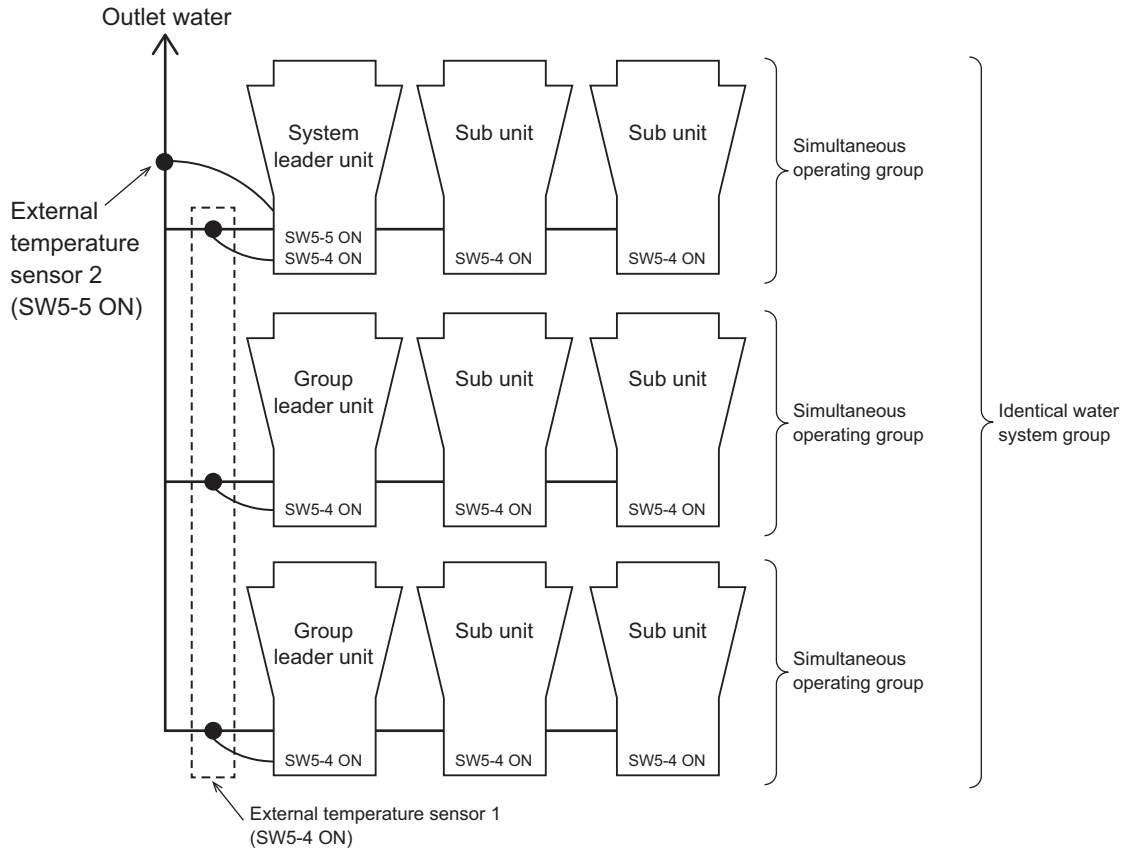 Outlet water
System
leader unit
Sub unit
Sub unit
Simultaneous
operating group
External
temperature
sensor 2
(SW5-5 ON)
SW5-5 ON
SW5-4 ON
SW5-4 ON
SW5-4 ON
Group
leader unit
Sub unit
Sub unit
Simultaneous
operating group
Identical water
system group
SW5-4 ON
SW5-4 ON
SW5-4 ON
Group
leader unit
Sub unit
Sub unit
Simultaneous
operating group
SW5-4 ON
SW5-4 ON
SW5-4 ON
External temperature sensor 1
(SW5-4 ON)